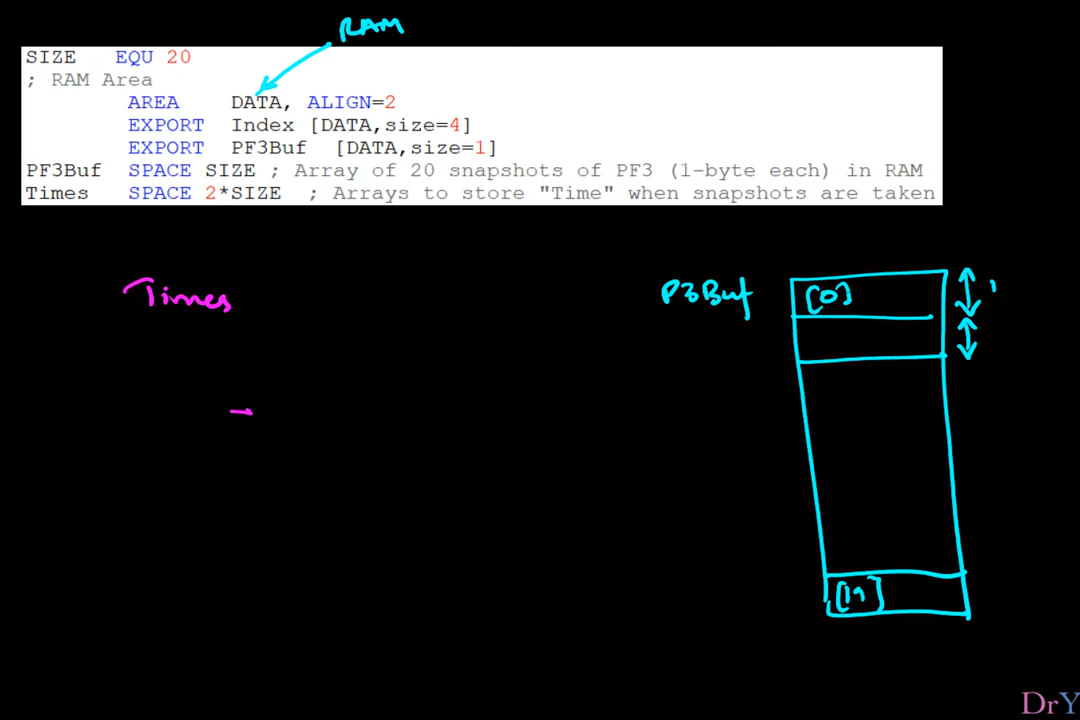 RAM
SIZE EQU 20
; RAM Area
AREA DATA, ALIGN=2
EXPORT Index [DATA,size=4]
EXPORT PF3Buf [DATA,size=1]
PF3Buf SPACE SIZE ; Array of 20 snapshots of PF3 (1-byte each) in RAM
Times SPACE 2*SIZE ; Arrays to store "Time" when snapshots are taken
Times
P3Buf [0] 1
[19]
DrY